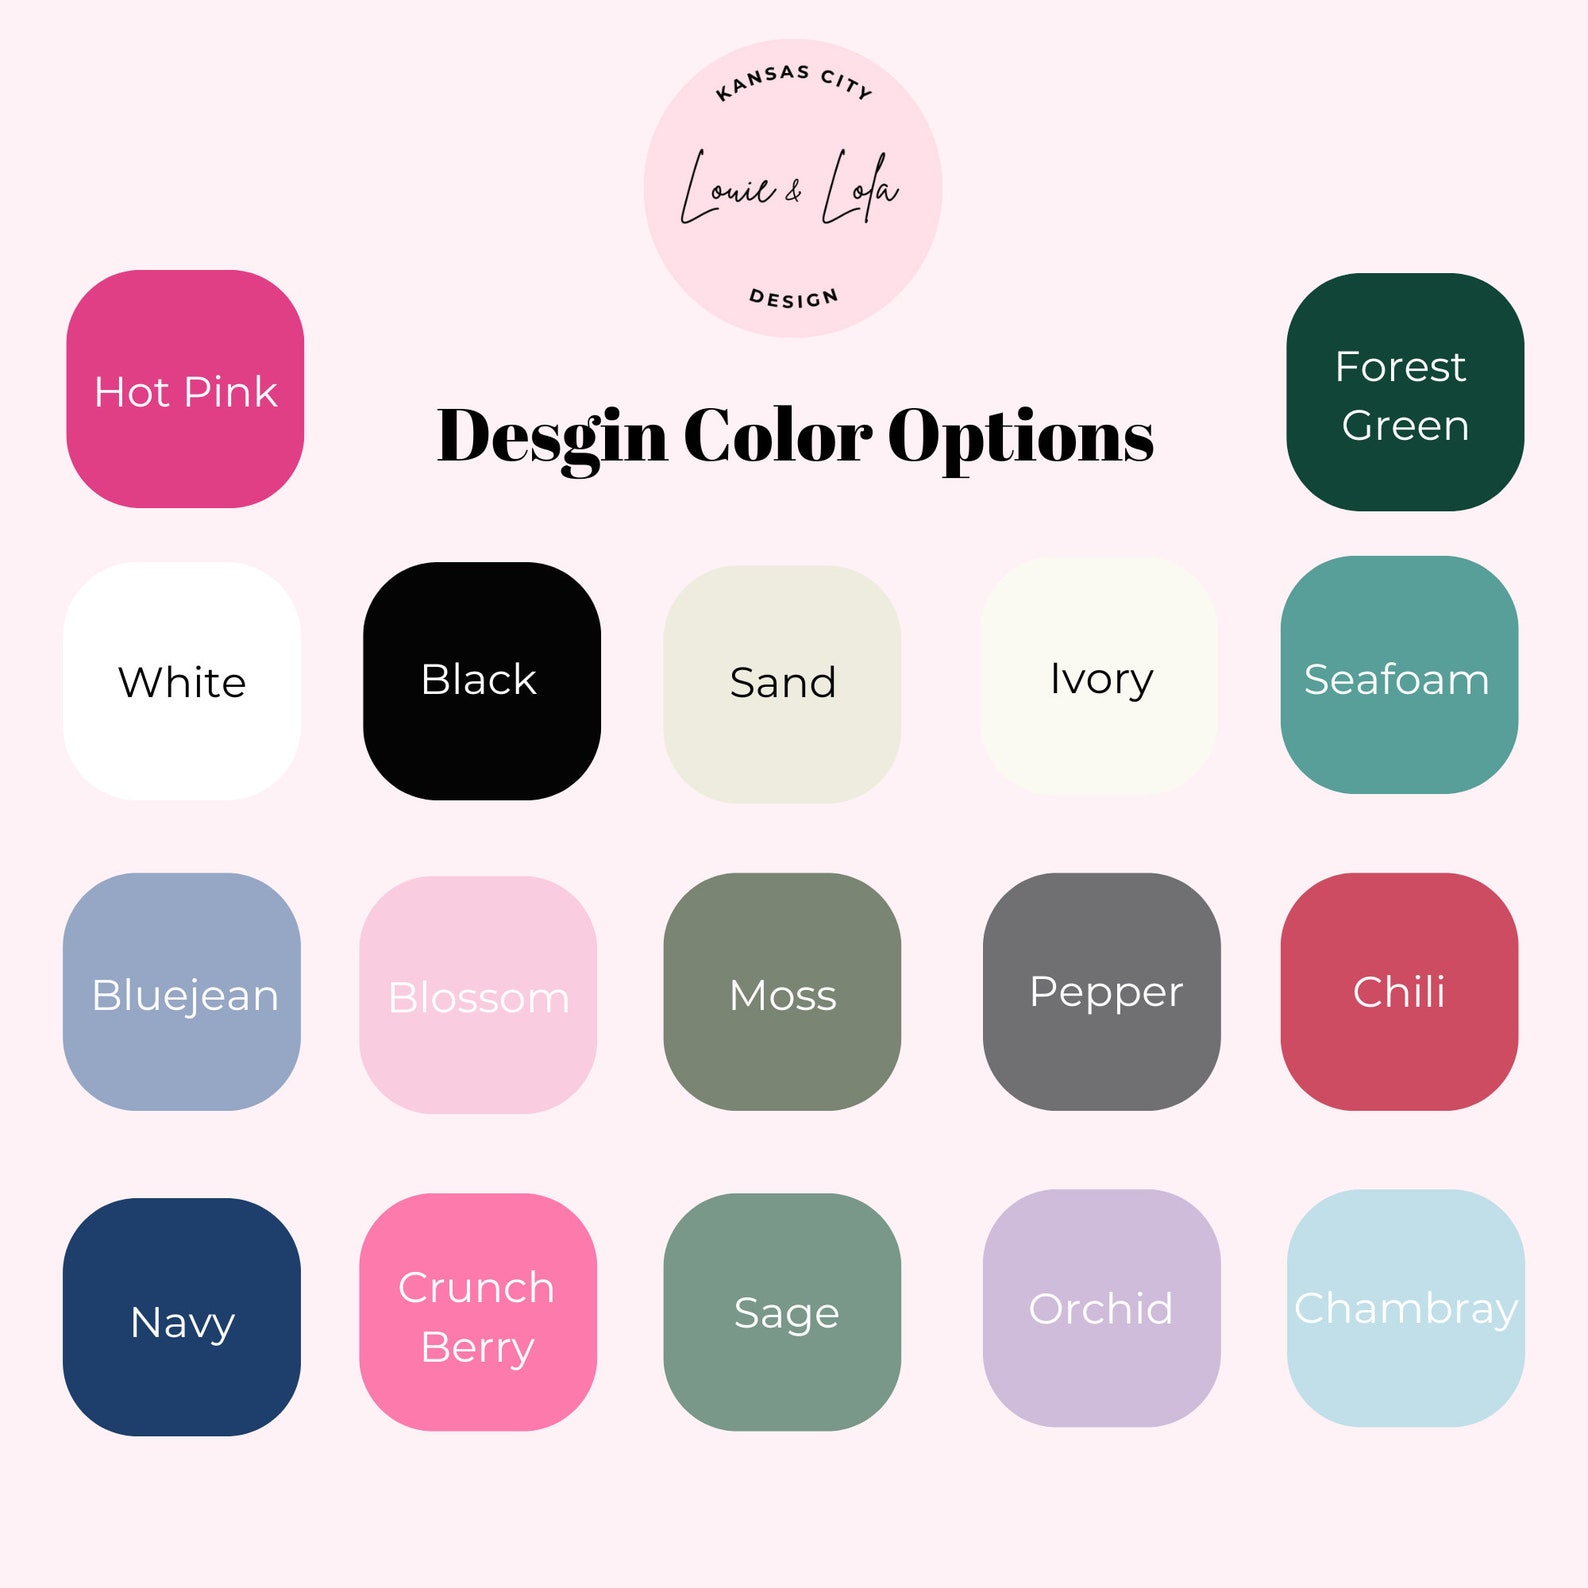 KANSAS CITY
Louie & Lola
DESIGN
Hot Pink
Desgin Color Options
Forest
Green
White
Black
Sand
Ivory
Seafoam
Bluejean
Blossom
Moss
Pepper
Chili
Navy
Crunch
Berry
Sage
Orchid
Chambray